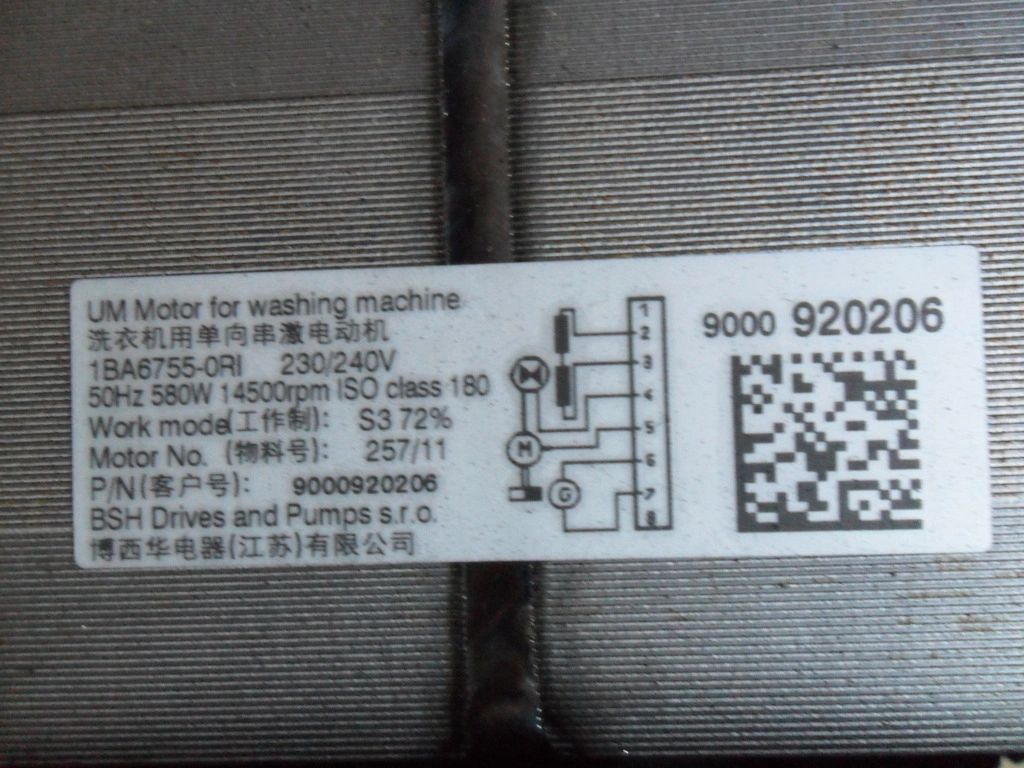 UM Motor for washing machine
洗衣机用单向串激电动机
1BA6755-0RI 230/240V
50Hz 580W 14500rpm ISO class 180
Work mode(工作制): S3 72%
Motor No. (物料号): 257/11
P/N(客户号): 9000920206
BSH Drives and Pumps s.r.o.
博西华电器(江苏)有限公司
1
2
3
4
5
6
7
8
M
G
9000 920206